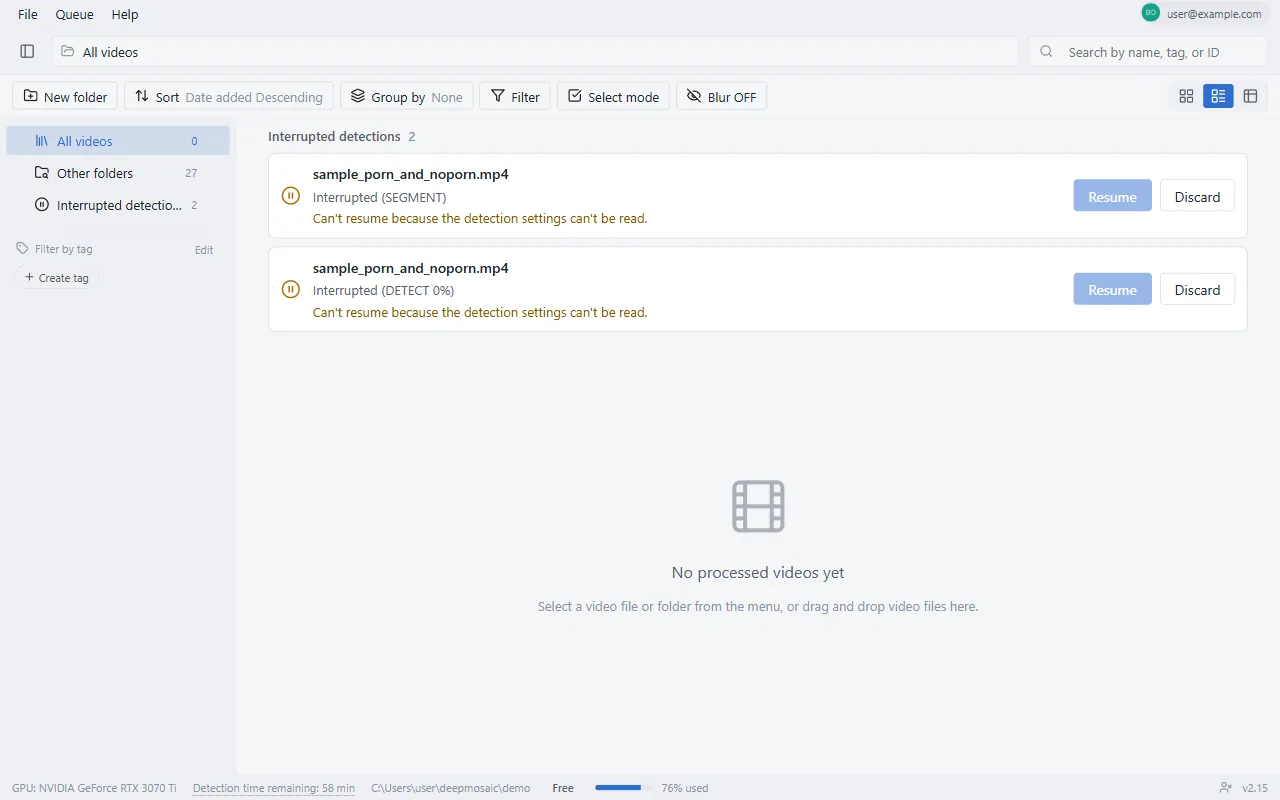 File Queue Help
user@example.com
All videos
Search by name, tag, or ID
New folder
Sort Date added Descending
Group by None
Filter
Select mode
Blur OFF
All videos 0
Other folders 27
Interrupted detectio... 2
Filter by tag Edit
+ Create tag
Interrupted detections 2
sample_porn_and_noporn.mp4
Interrupted (SEGMENT)
Can't resume because the detection settings can't be read.
Resume Discard
sample_porn_and_noporn.mp4
Interrupted (DETECT 0%)
Can't resume because the detection settings can't be read.
Resume Discard
No processed videos yet
Select a video file or folder from the menu, or drag and drop video files here.
GPU: NVIDIA GeForce RTX 3070 Ti
Detection time remaining: 58 min
C:\Users\user\deepmosaic\demo
Free
76% used
v2.15